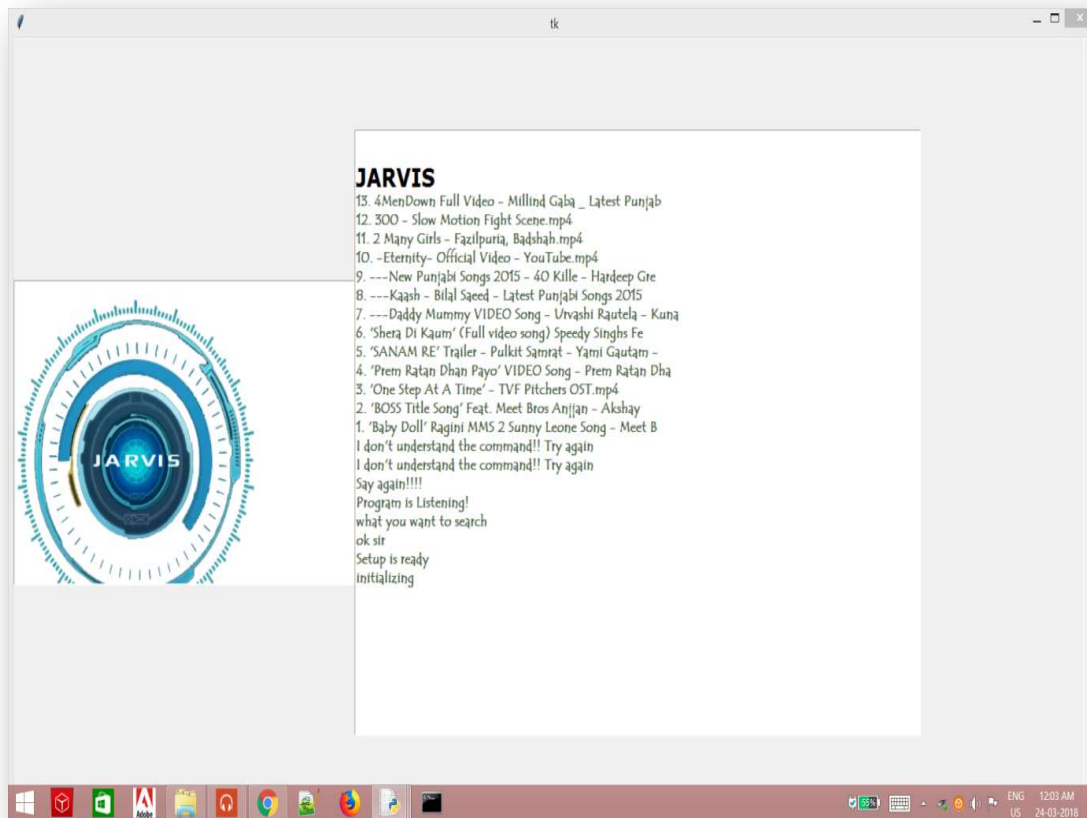 tk
JARVIS
13. 4MenDown Full Video - Millind Gaba _ Latest Punjab
12. 300 - Slow Motion Fight Scene.mp4
11. 2 Many Girls - Fazilpuria, Badshah.mp4
10. -Eternity- Official Video - YouTube.mp4
9. ---New Punjabi Songs 2015 - 40 Kille - Hardeep Gre
8. ---Kaash - Bilal Saeed - Latest Punjabi Songs 2015
7. ---Daddy Mummy VIDEO Song - Urvashi Rautela - Kuna
6. 'Shera Di Kaum' (Full video song) Speedy Singhs Fe
5. 'SANAM RE' Trailer - Pulkit Samrat - Yami Gautam -
4. 'Prem Ratan Dhan Payo' VIDEO Song - Prem Ratan Dha
3. 'One Step At A Time' - TVF Pitchers OST.mp4
2. 'BOSS Title Song' Feat. Meet Bros Anjjan - Akshay
1. 'Baby Doll' Ragini MMS 2 Sunny Leone Song - Meet B
I don't understand the command!! Try again
I don't understand the command!! Try again
Say again!!!!
Program is Listening!
what you want to search
ok sir
Setup is ready
initializing
JARVIS
Adobe
55%
ENG
US
12:03 AM
24-03-2018